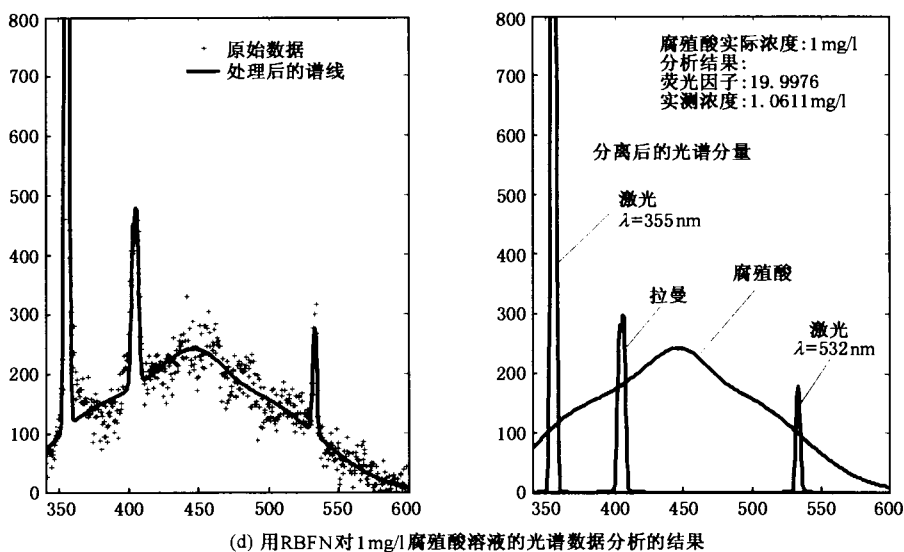 800
700
600
500
400
300
200
100
0
350 400 450 500 550 600
原始数据
处理后的谱线
800
700
600
500
400
300
200
100
0
350 400 450 500 550 600
腐殖酸实际浓度:1mg/l
分析结果:
荧光因子:19.9976
实测浓度:1.0611mg/l
分离后的光谱分量
激光
λ=355nm
拉曼
腐殖酸
激光
λ=532nm
(d) 用RBFN对1mg/l腐殖酸溶液的光谱数据分析的结果